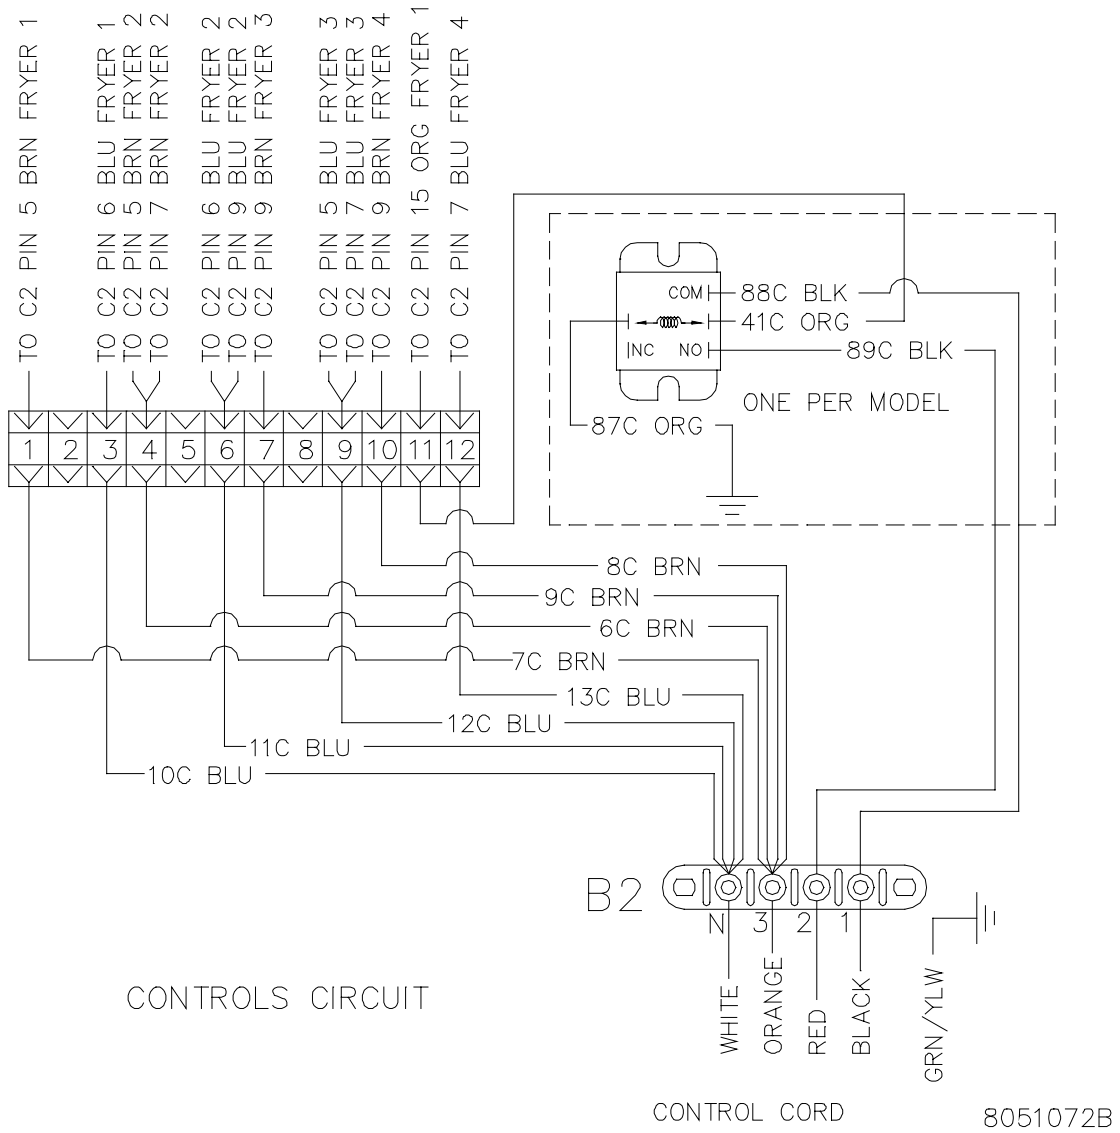 TO C2 PIN 5 BRN FRYER 1
TO C2 PIN 6 BLU FRYER 1
TO C2 PIN 5 BRN FRYER 2
TO C2 PIN 7 BRN FRYER 2
TO C2 PIN 6 BLU FRYER 2
TO C2 PIN 9 BLU FRYER 2
TO C2 PIN 9 BRN FRYER 3
TO C2 PIN 5 BLU FRYER 3
TO C2 PIN 7 BLU FRYER 3
TO C2 PIN 9 BRN FRYER 4
TO C2 PIN 15 ORG FRYER 1
TO C2 PIN 7 BLU FRYER 4
COM
88C BLK
41C ORG
NC NO
89C BLK
ONE PER MODEL
87C ORG
1 2 3 4 5 6 7 8 9 10 11 12
8C BRN
9C BRN
6C BRN
7C BRN
13C BLU
12C BLU
11C BLU
10C BLU
B2
N 3 2 1
WHITE
ORANGE
RED
BLACK
GRN/YLW
CONTROLS CIRCUIT
CONTROL CORD
8051072B